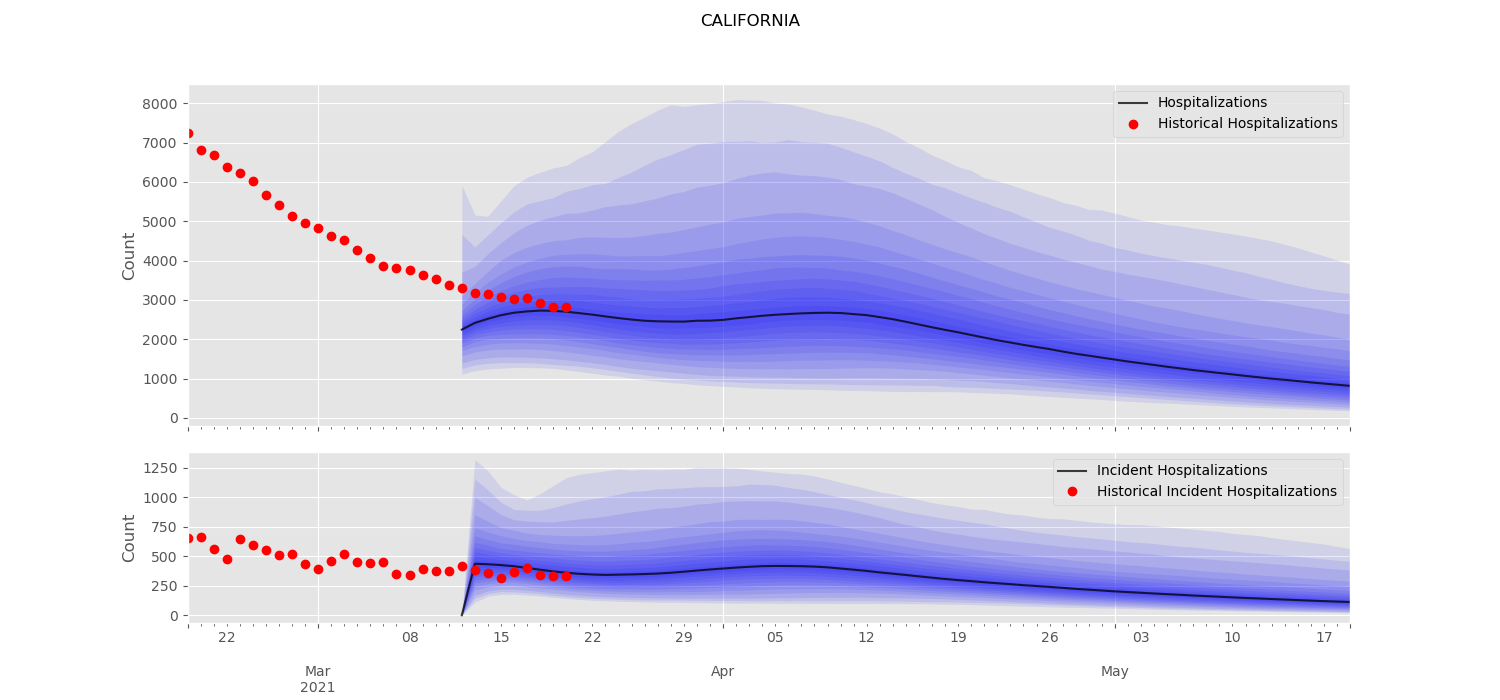 CALIFORNIA
Count
8000
7000
6000
5000
4000
3000
2000
1000
0
Hospitalizations
Historical Hospitalizations
Count
1250
1000
750
500
250
0
Incident Hospitalizations
Historical Incident Hospitalizations
22 08 15 22 29 05 12 19 26 03 10 17
Mar Apr May
2021